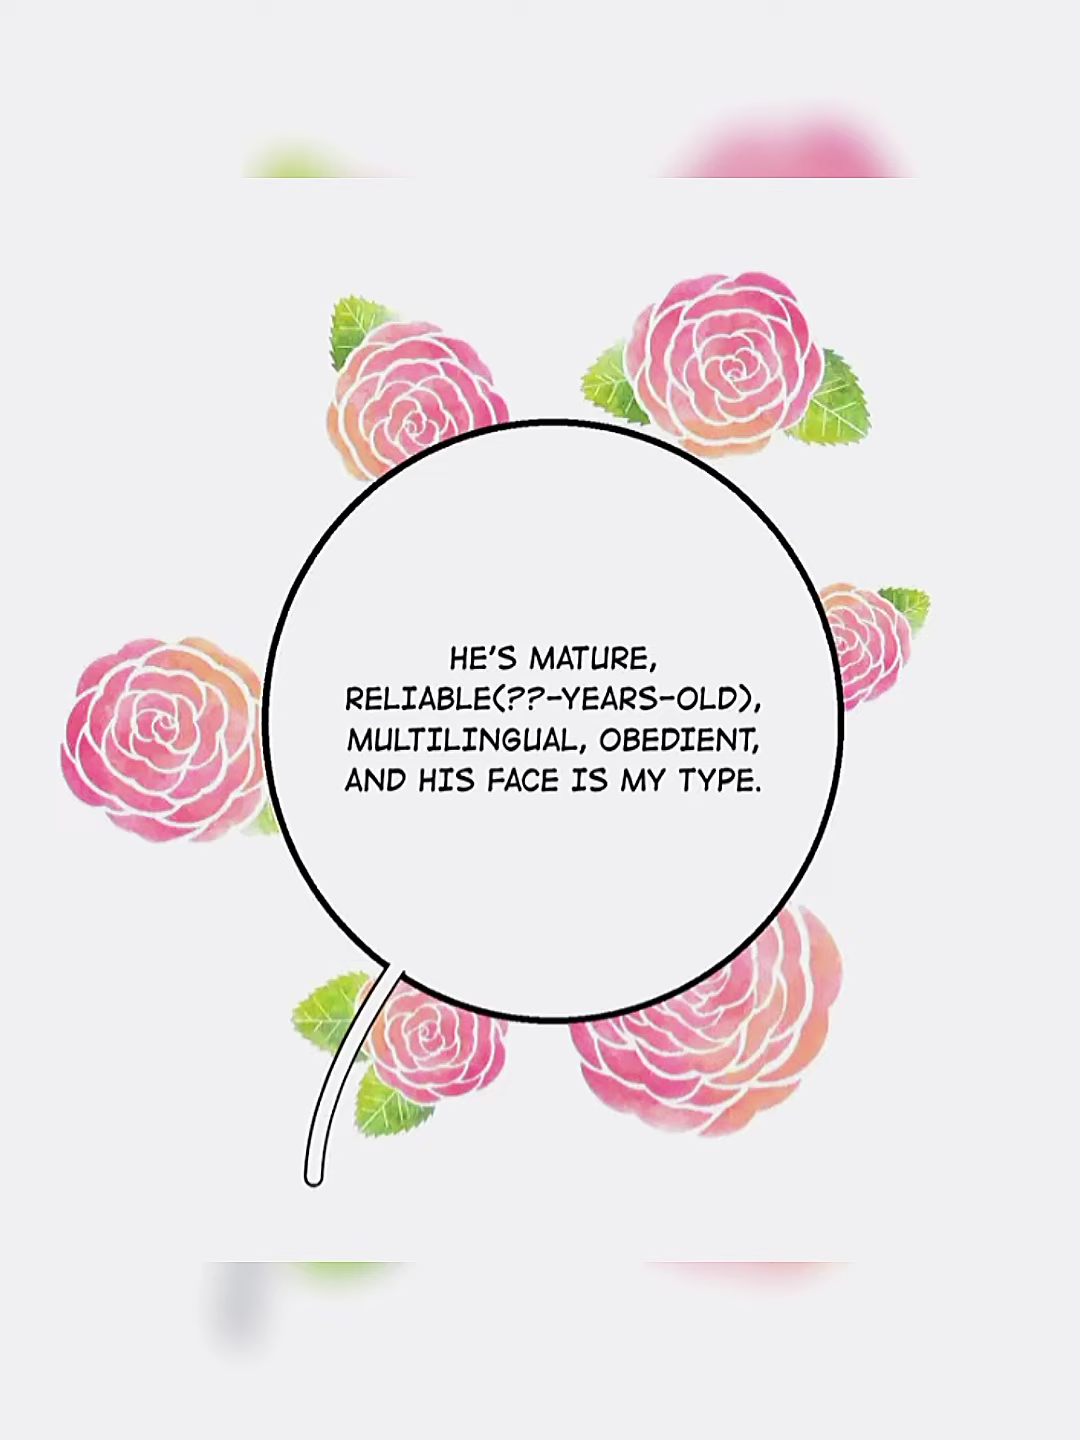 HE'S MATURE,
RELIABLE(??-YEARS-OLD),
MULTILINGUAL, OBEDIENT,
AND HIS FACE IS MY TYPE.